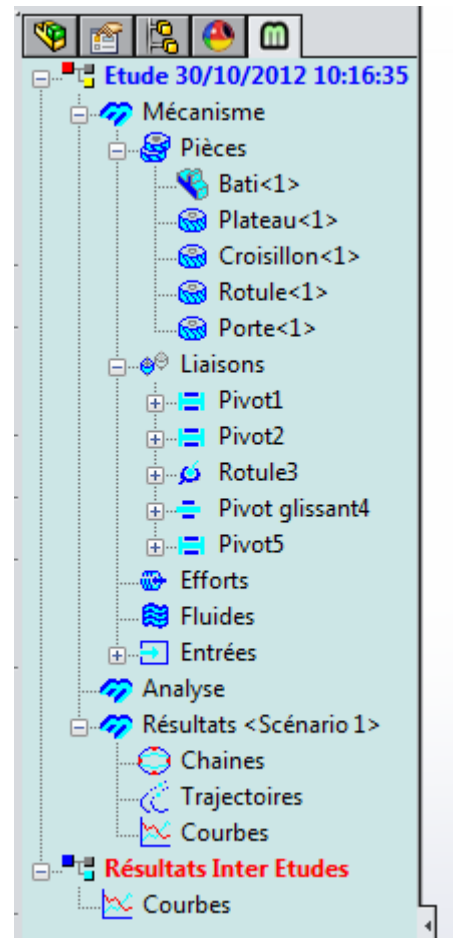 Etude 30/10/2012 10:16:35
Mécanisme
Pièces
Bati<1>
Plateau<1>
Croisillon<1>
Rotule<1>
Porte<1>
Liaisons
Pivot1
Pivot2
Rotule3
Pivot glissant4
Pivot5
Efforts
Fluides
Entrées
Analyse
Résultats <Scénario 1>
Chaines
Trajectoires
Courbes
Résultats Inter Etudes
Courbes